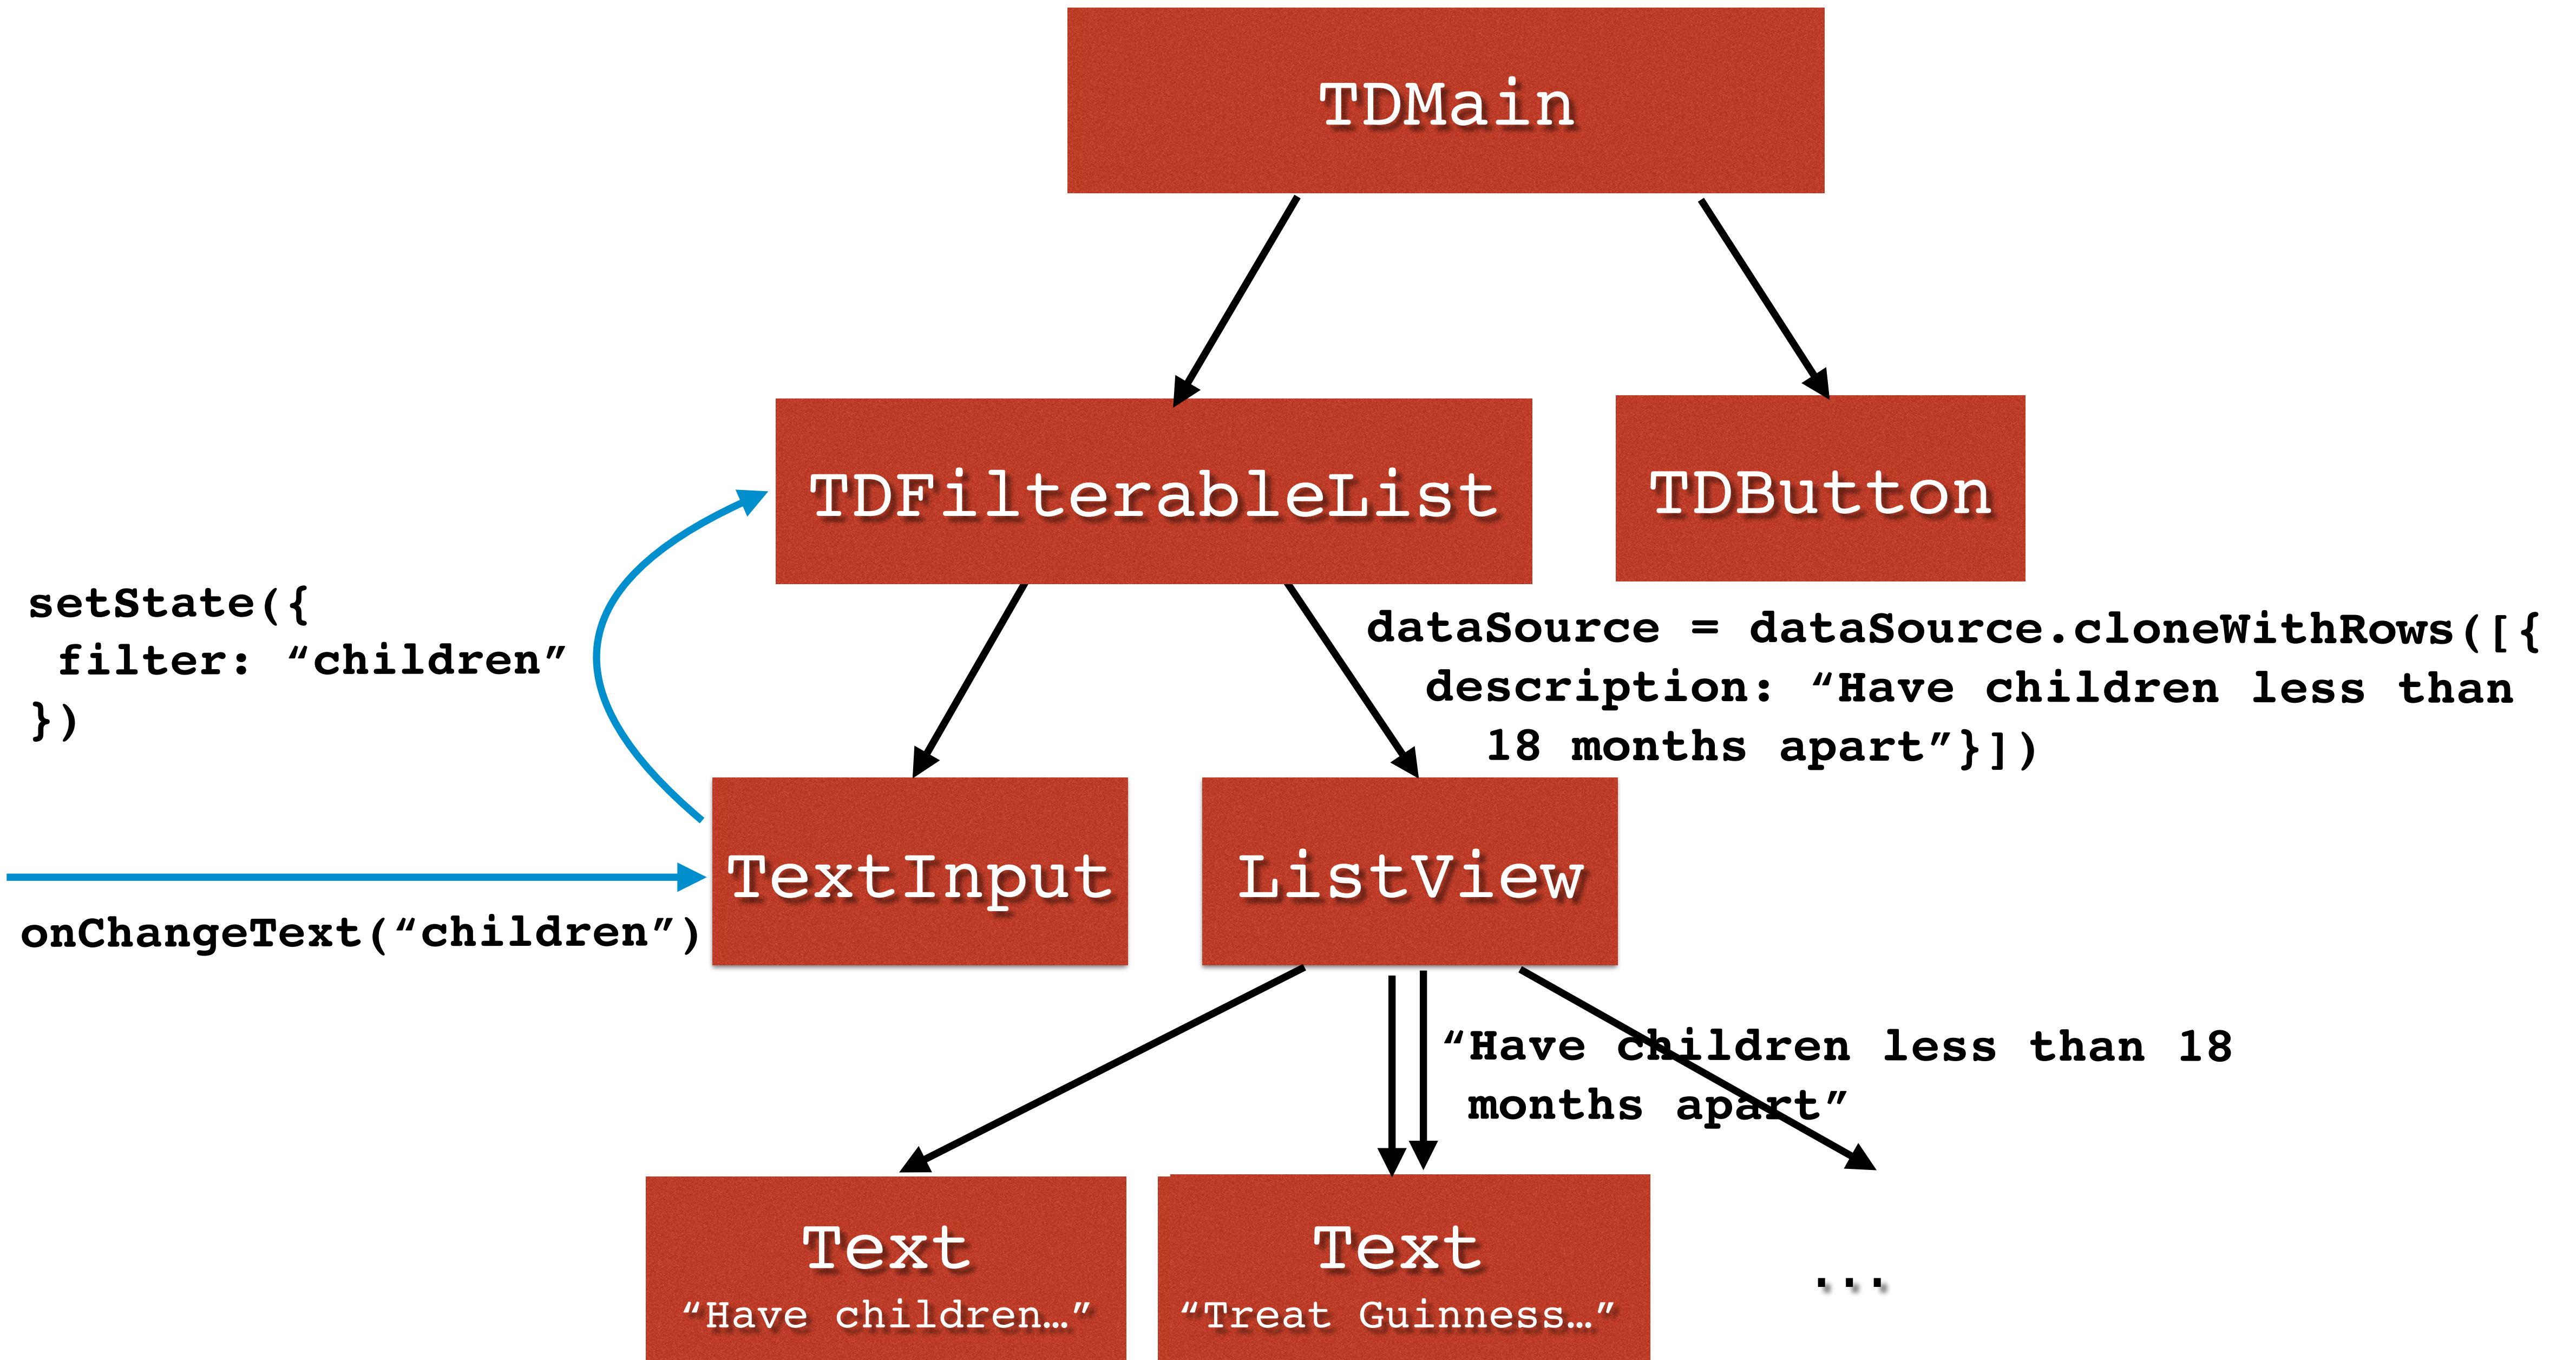 TDMain
TDFilterableList
TDButton
setState({
filter: “children”
})
dataSource = dataSource.cloneWithRows([{
description: “Have children less than
18 months apart”}])
TextInput
ListView
onChangeText(“children”)
“Have children less than 18
months apart”
Text
“Have children…”
Text
“Treat Guinness…”
...